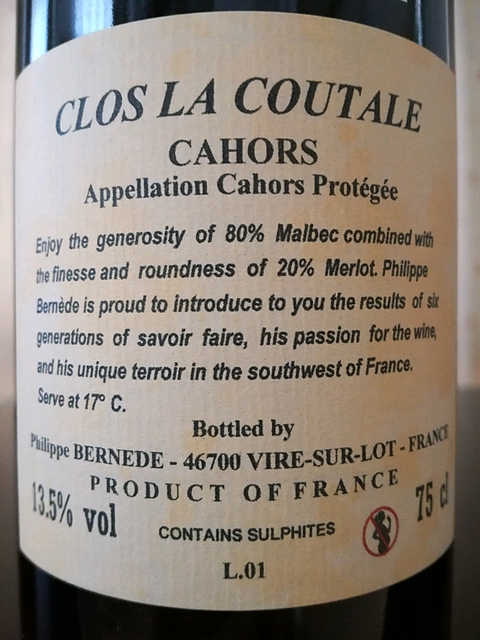 CLOS LA COUTALE
CAHORS
Appellation Cahors Protégée
Enjoy the generosity of 80% Malbec combined with
the finesse and roundness of 20% Merlot. Philippe
Bernède is proud to introduce to you the results of six
generations of savoir faire, his passion for the wine,
and his unique terroir in the southwest of France.
Serve at 17° C.
Bottled by
Philippe BERNEDE - 46700 VIRE-SUR-LOT - FRANCE
PRODUCT OF FRANCE
13.5% vol
75 cl
CONTAINS SULPHITES
L.01